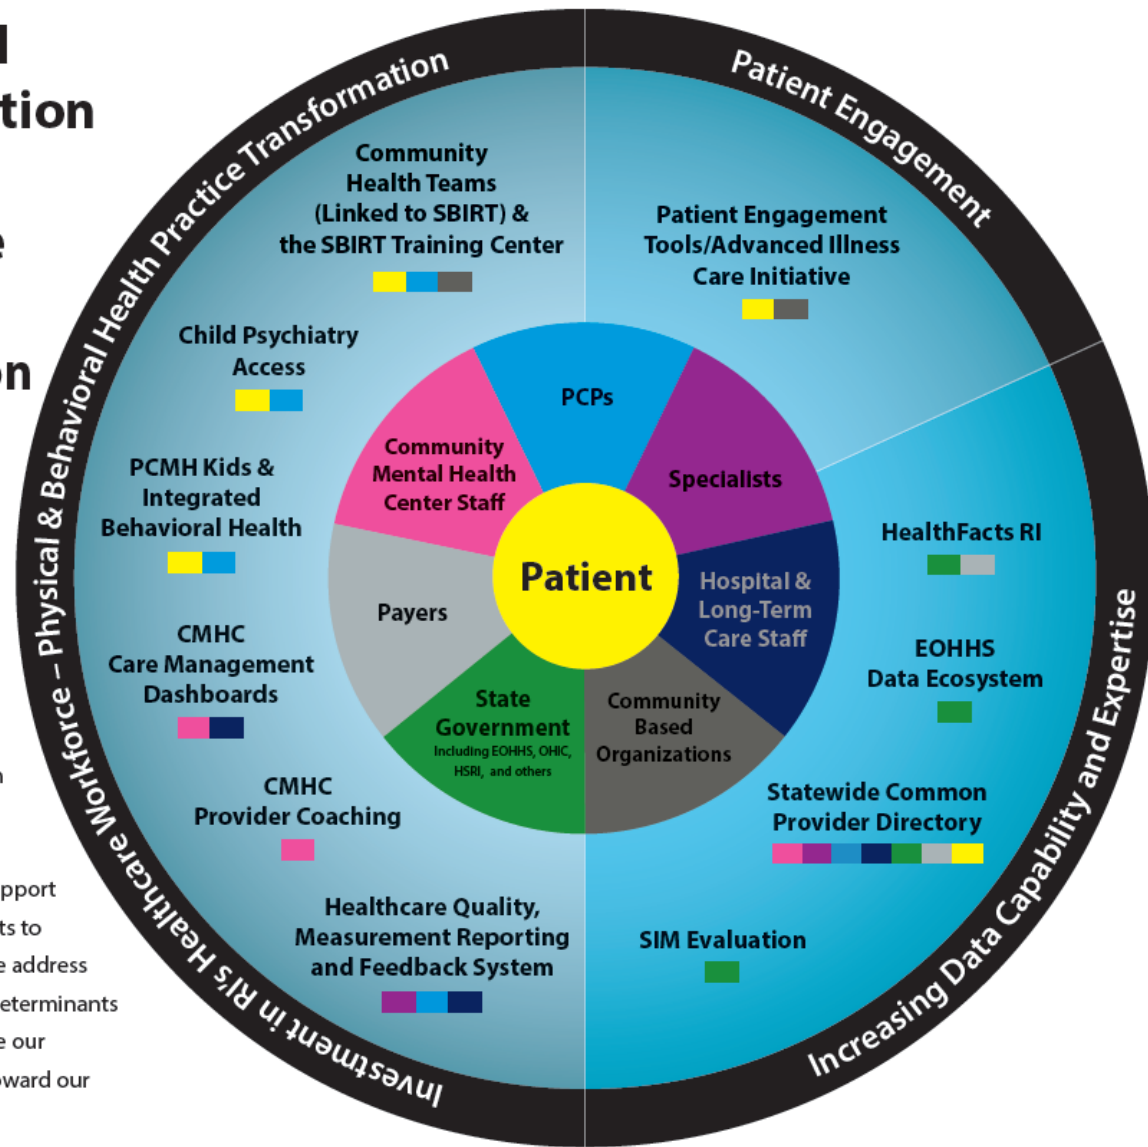 tion
on
pport
ts to
e address
eterminants
e our
oward our
Investment in RI's Healthcare Workforce – Physical & Behavioral Health Practice Transformation
Patient Engagement
Increasing Data Capability and Expertise
Community
Health Teams
(Linked to SBIRT) &
the SBIRT Training Center
Child Psychiatry
Access
PCMH Kids &
Integrated
Behavioral Health
CMHC
Care Management
Dashboards
CMHC
Provider Coaching
Healthcare Quality,
Measurement Reporting
and Feedback System
Patient Engagement
Tools/Advanced Illness
Care Initiative
HealthFacts RI
EOHHS
Data Ecosystem
Statewide Common
Provider Directory
SIM Evaluation
PCPs
Specialists
Hospital &
Long-Term
Care Staff
Community
Based
Organizations
State
Government
Including EOHHS, OHIC,
HSRI, and others
Payers
Community
Mental Health
Center Staff
Patient